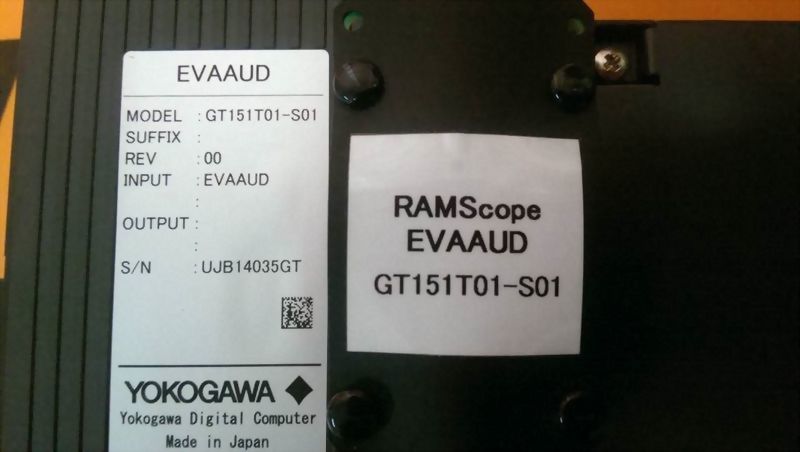 EVAAUD
MODEL : GT151T01-S01
SUFFIX :
REV : 00
INPUT : EVAAUD
:
OUTPUT :
:
S/N : UJB14035GT
YOKOGAWA
Yokogawa Digital Computer
Made in Japan
RAMScope
EVAAUD
GT151T01-S01